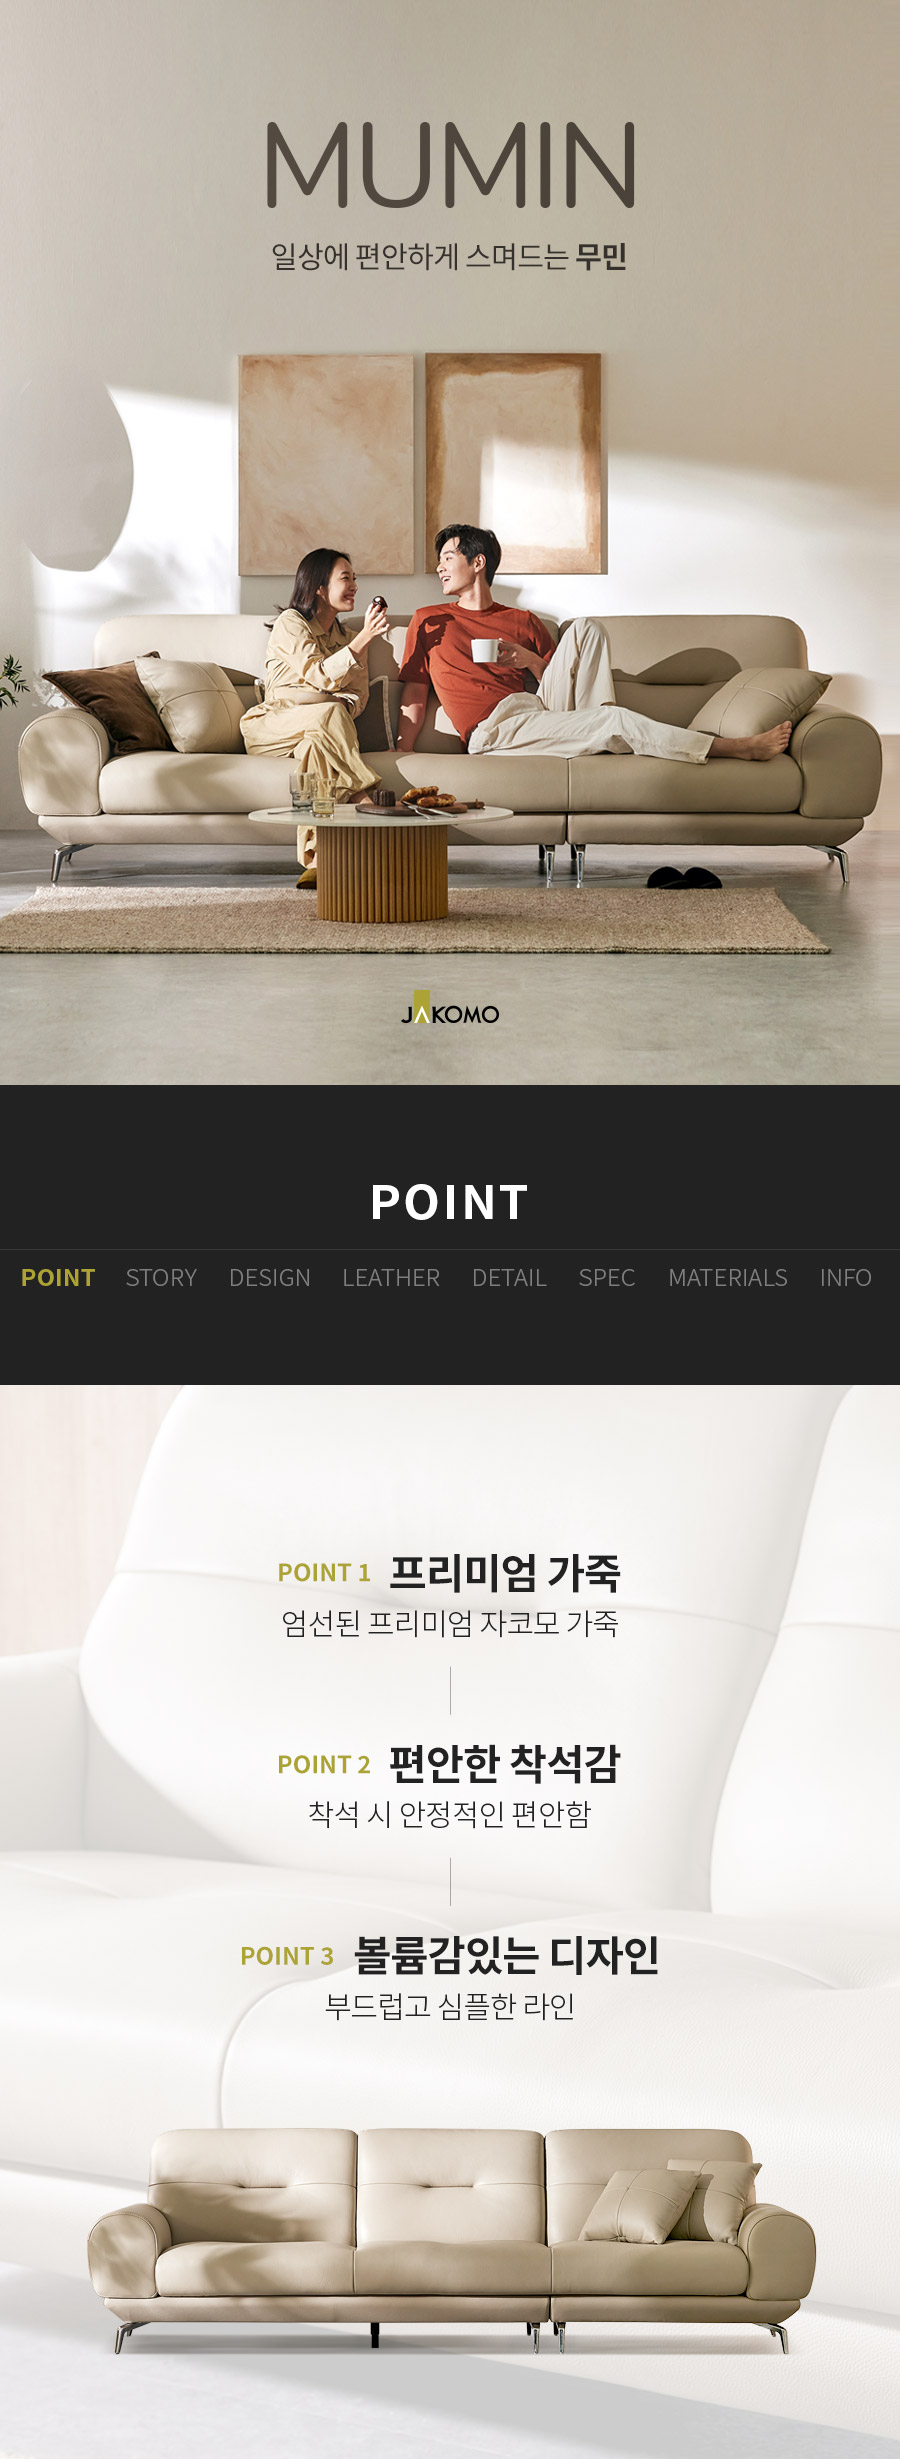 MUMIN
일상에 편안하게 스며드는 무민
JAKOMO
POINT
POINT STORY DESIGN LEATHER DETAIL SPEC MATERIALS INFO
POINT 1 프리미엄 가죽
엄선된 프리미엄 자코모 가죽
POINT 2 편안한 착석감
착석 시 안정적인 편안함
POINT 3 볼륨감있는 디자인
부드럽고 심플한 라인